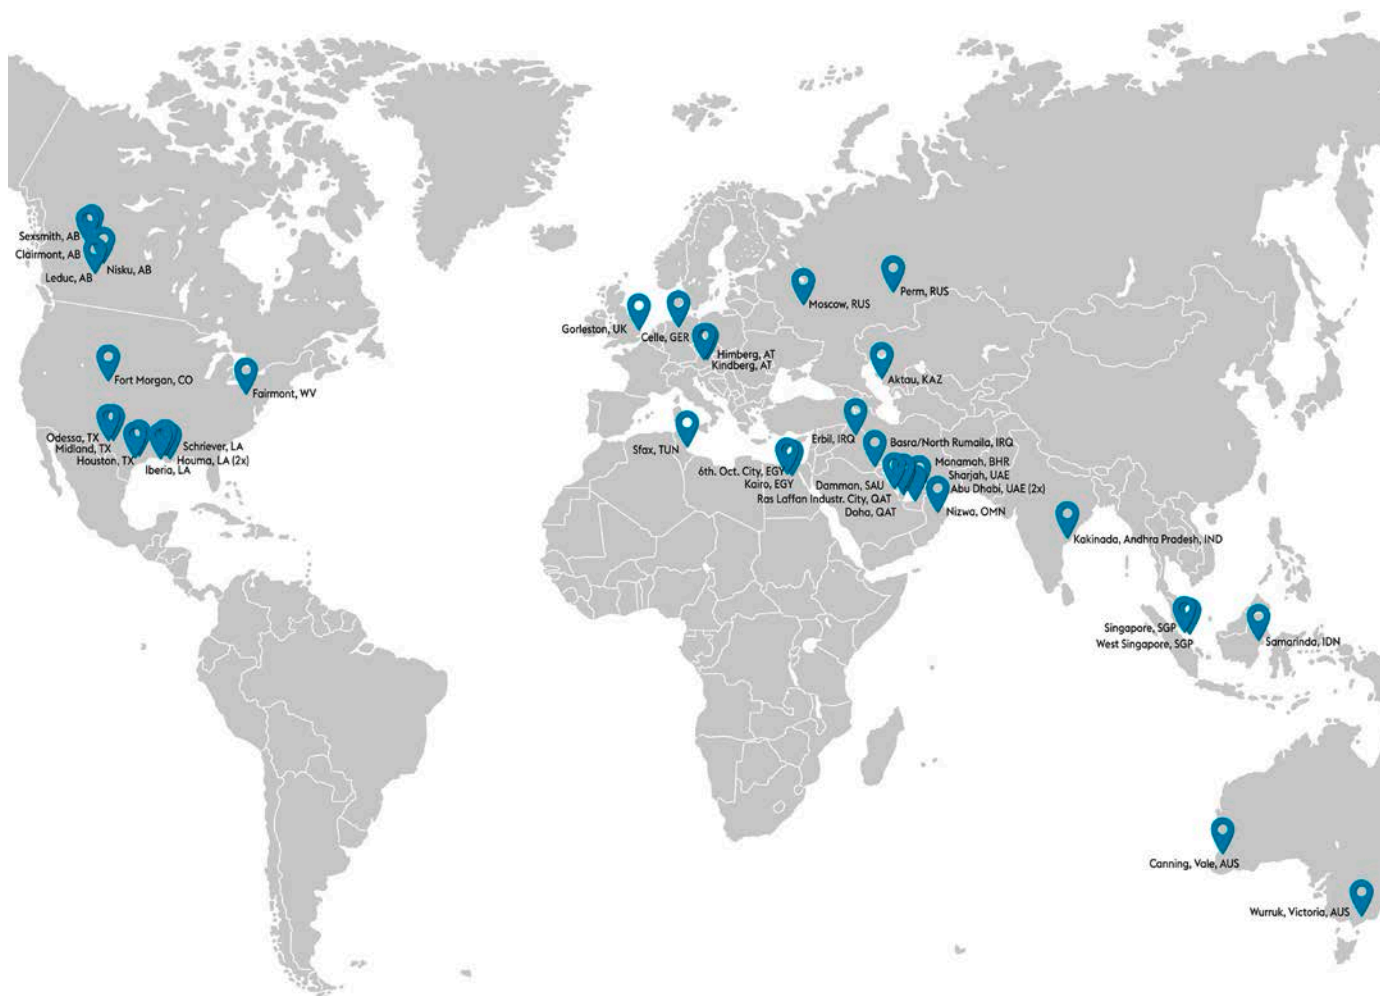 Sexsmith, AB
Clairmont, AB
Nisku, AB
Leduc, AB
Fort Morgan, CO
Fairmont, WV
Odessa, TX
Midland, TX
Houston, TX
Schriever, LA
Houma, LA (2x)
Iberia, LA
Gorleston, UK
Celle, GER
Himberg, AT
Kindberg, AT
Moscow, RUS
Perm, RUS
Aktau, KAZ
Sfax, TUN
Erbil, IRQ
Basra/North Rumaila, IRQ
6th. Oct. City, EGY
Kairo, EGY
Manamah, BHR
Sharjah, UAE
Damman, SAU
Abu Dhabi, UAE (2x)
Ras Laffan Industr. City, QAT
Doha, QAT
Nizwa, OMN
Kakinada, Andhra Pradesh, IND
Singapore, SGP
West Singapore, SGP
Samarinda, IDN
Canning, Vale, AUS
Wurruk, Victoria, AUS